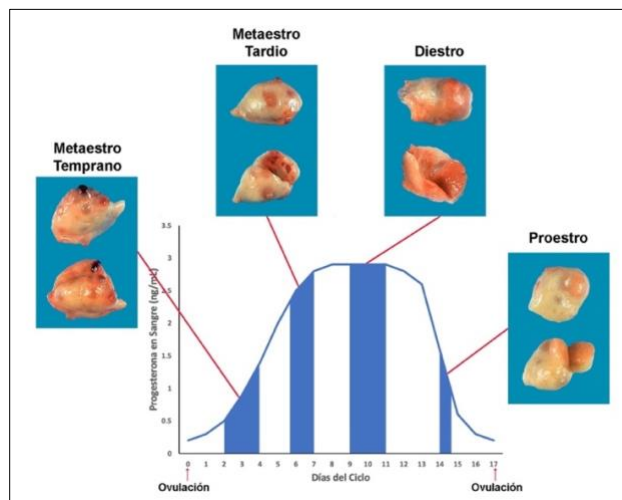 Metaestro
Tardio
Diestro
Metaestro
Temprano
Proestro
Progesterona en Sangre (ng/mL)
3.5
3
2.5
2
1.5
1
0.5
0
0 1 2 3 4 5 6 7 8 9 10 11 12 13 14 15 16 17
Ovulación
Días del Ciclo
Ovulación